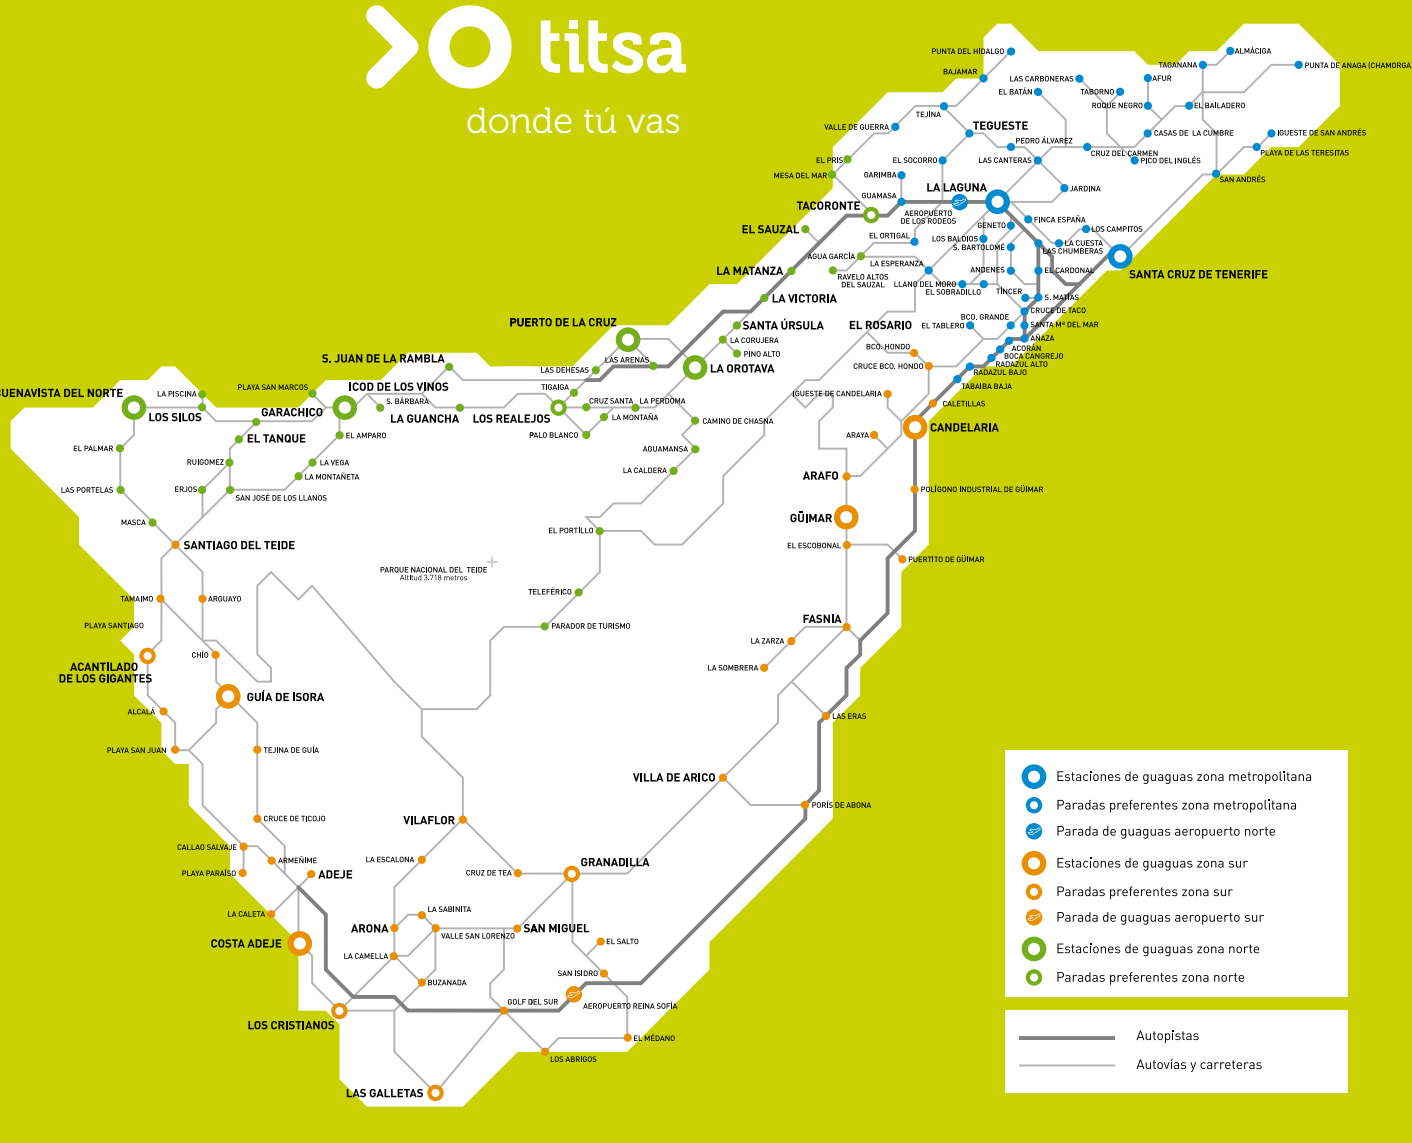 titsa
donde tú vas
PUNTA DEL HIDALGO
ALMÁCIGA
TAGANANA
PUNTA DE ANAGA (CHAMORGA)
BAJAMAR
LAS CARBONERAS
AFUR
EL BATÁN
TABORNO
ROQUE NEGRO
EL BAILADERO
TEJINA
VALLE DE GUERRA
TEGUESTE
PEDRO ÁLVAREZ
CASAS DE LA CUMBRE
IGUESTE DE SAN ANDRÉS
EL PRIS
EL SOCORRO
LAS CANTERAS
CRUZ DEL CARMEN
PICO DEL INGLÉS
PLAYA DE LAS TERESITAS
MESA DEL MAR
GARIMBA
LA LAGUNA
JARDINA
SAN ANDRÉS
GUAMASA
TACORONTE
AEROPUERTO
DE LOS RODEOS
GENETO
FINCA ESPAÑA
LOS CAMPITOS
EL SAUZAL
EL ORTIGAL
LOS BALDIOS
S. BARTOLOMÉ
LA CUESTA
LAS CHUMBERAS
AGUA GARCÍA
LA ESPERANZA
LA MATANZA
RAVELO ALTOS
DEL SAUZAL
ANDENES
EL CARDONAL
SANTA CRUZ DE TENERIFE
LLANO DEL MORO
EL SOBRADILLO
TÍNCER
S. MATÍAS
LA VICTORIA
CRUCE DE TACO
PUERTO DE LA CRUZ
SANTA ÚRSULA
EL ROSARIO
BCO. GRANDE
EL TABLERO
SANTA Mª DEL MAR
LA CORUJERA
AÑAZA
PINO ALTO
BCO. HONDO
ACORÁN
BOCA CANGREJO
S. JUAN DE LA RAMBLA
LAS ARENAS
LAS DEHESAS
LA OROTAVA
CRUCE BCO. HONDO
RADAZUL ALTO
RADAZUL BAJO
TABAIBA BAJA
BUENAVISTA DEL NORTE
LA PISCINA
PLAYA SAN MARCOS
ICOD DE LOS VINOS
TIGAIGA
IGUESTE DE CANDELARIA
CALETILLAS
S. BÁRBARA
CRUZ SANTA
LA PERDOMA
LOS SILOS
GARACHICO
LA GUANCHA
LOS REALEJOS
LA MONTAÑA
CAMINO DE CHASNA
CANDELARIA
EL TANQUE
EL AMPARO
PALO BLANCO
ARAYA
EL PALMAR
AGUAMANSA
RUIGOMEZ
LA VEGA
LA CALDERA
LA MONTAÑETA
ARAFO
LAS PORTELAS
ERJOS
SAN JOSÉ DE LOS LLANOS
POLÍGONO INDUSTRIAL DE GÜIMAR
MASCA
GÜIMAR
EL PORTILLO
SANTIAGO DEL TEIDE
EL ESCOBONAL
PUERTITO DE GÜIMAR
PARQUE NACIONAL DEL TEIDE
Altitud 3.718 metros
TELEFÉRICO
TAMAIMO
ARGUAYO
PLAYA SANTIAGO
PARADOR DE TURISMO
FASNIA
LA ZARZA
CHÍO
ACANTILADO
DE LOS GIGANTES
LA SOMBRERA
GUÍA DE ISORA
ALCALÁ
LAS ERAS
PLAYA SAN JUAN
TEJINA DE GUÍA
VILLA DE ARICO
PORÍS DE ABONA
CRUCE DE TICOJO
VILAFLOR
CALLAO SALVAJE
ARMEÑIME
LA ESCALONA
GRANADILLA
PLAYA PARAÍSO
ADEJE
CRUZ DE TEA
LA CALETA
LA SABINITA
ARONA
VALLE SAN LORENZO
SAN MIGUEL
COSTA ADEJE
EL SALTO
LA CAMELLA
SAN ISIDRO
BUZANADA
GOLF DEL SUR
AEROPUERTO REINA SOFÍA
LOS CRISTIANOS
EL MÉDANO
LOS ABRIGOS
LAS GALLETAS
Estaciones de guaguas zona metropolitana
Paradas preferentes zona metropolitana
Parada de guaguas aeropuerto norte
Estaciones de guaguas zona sur
Paradas preferentes zona sur
Parada de guaguas aeropuerto sur
Estaciones de guaguas zona norte
Paradas preferentes zona norte
Autopistas
Autovías y carreteras